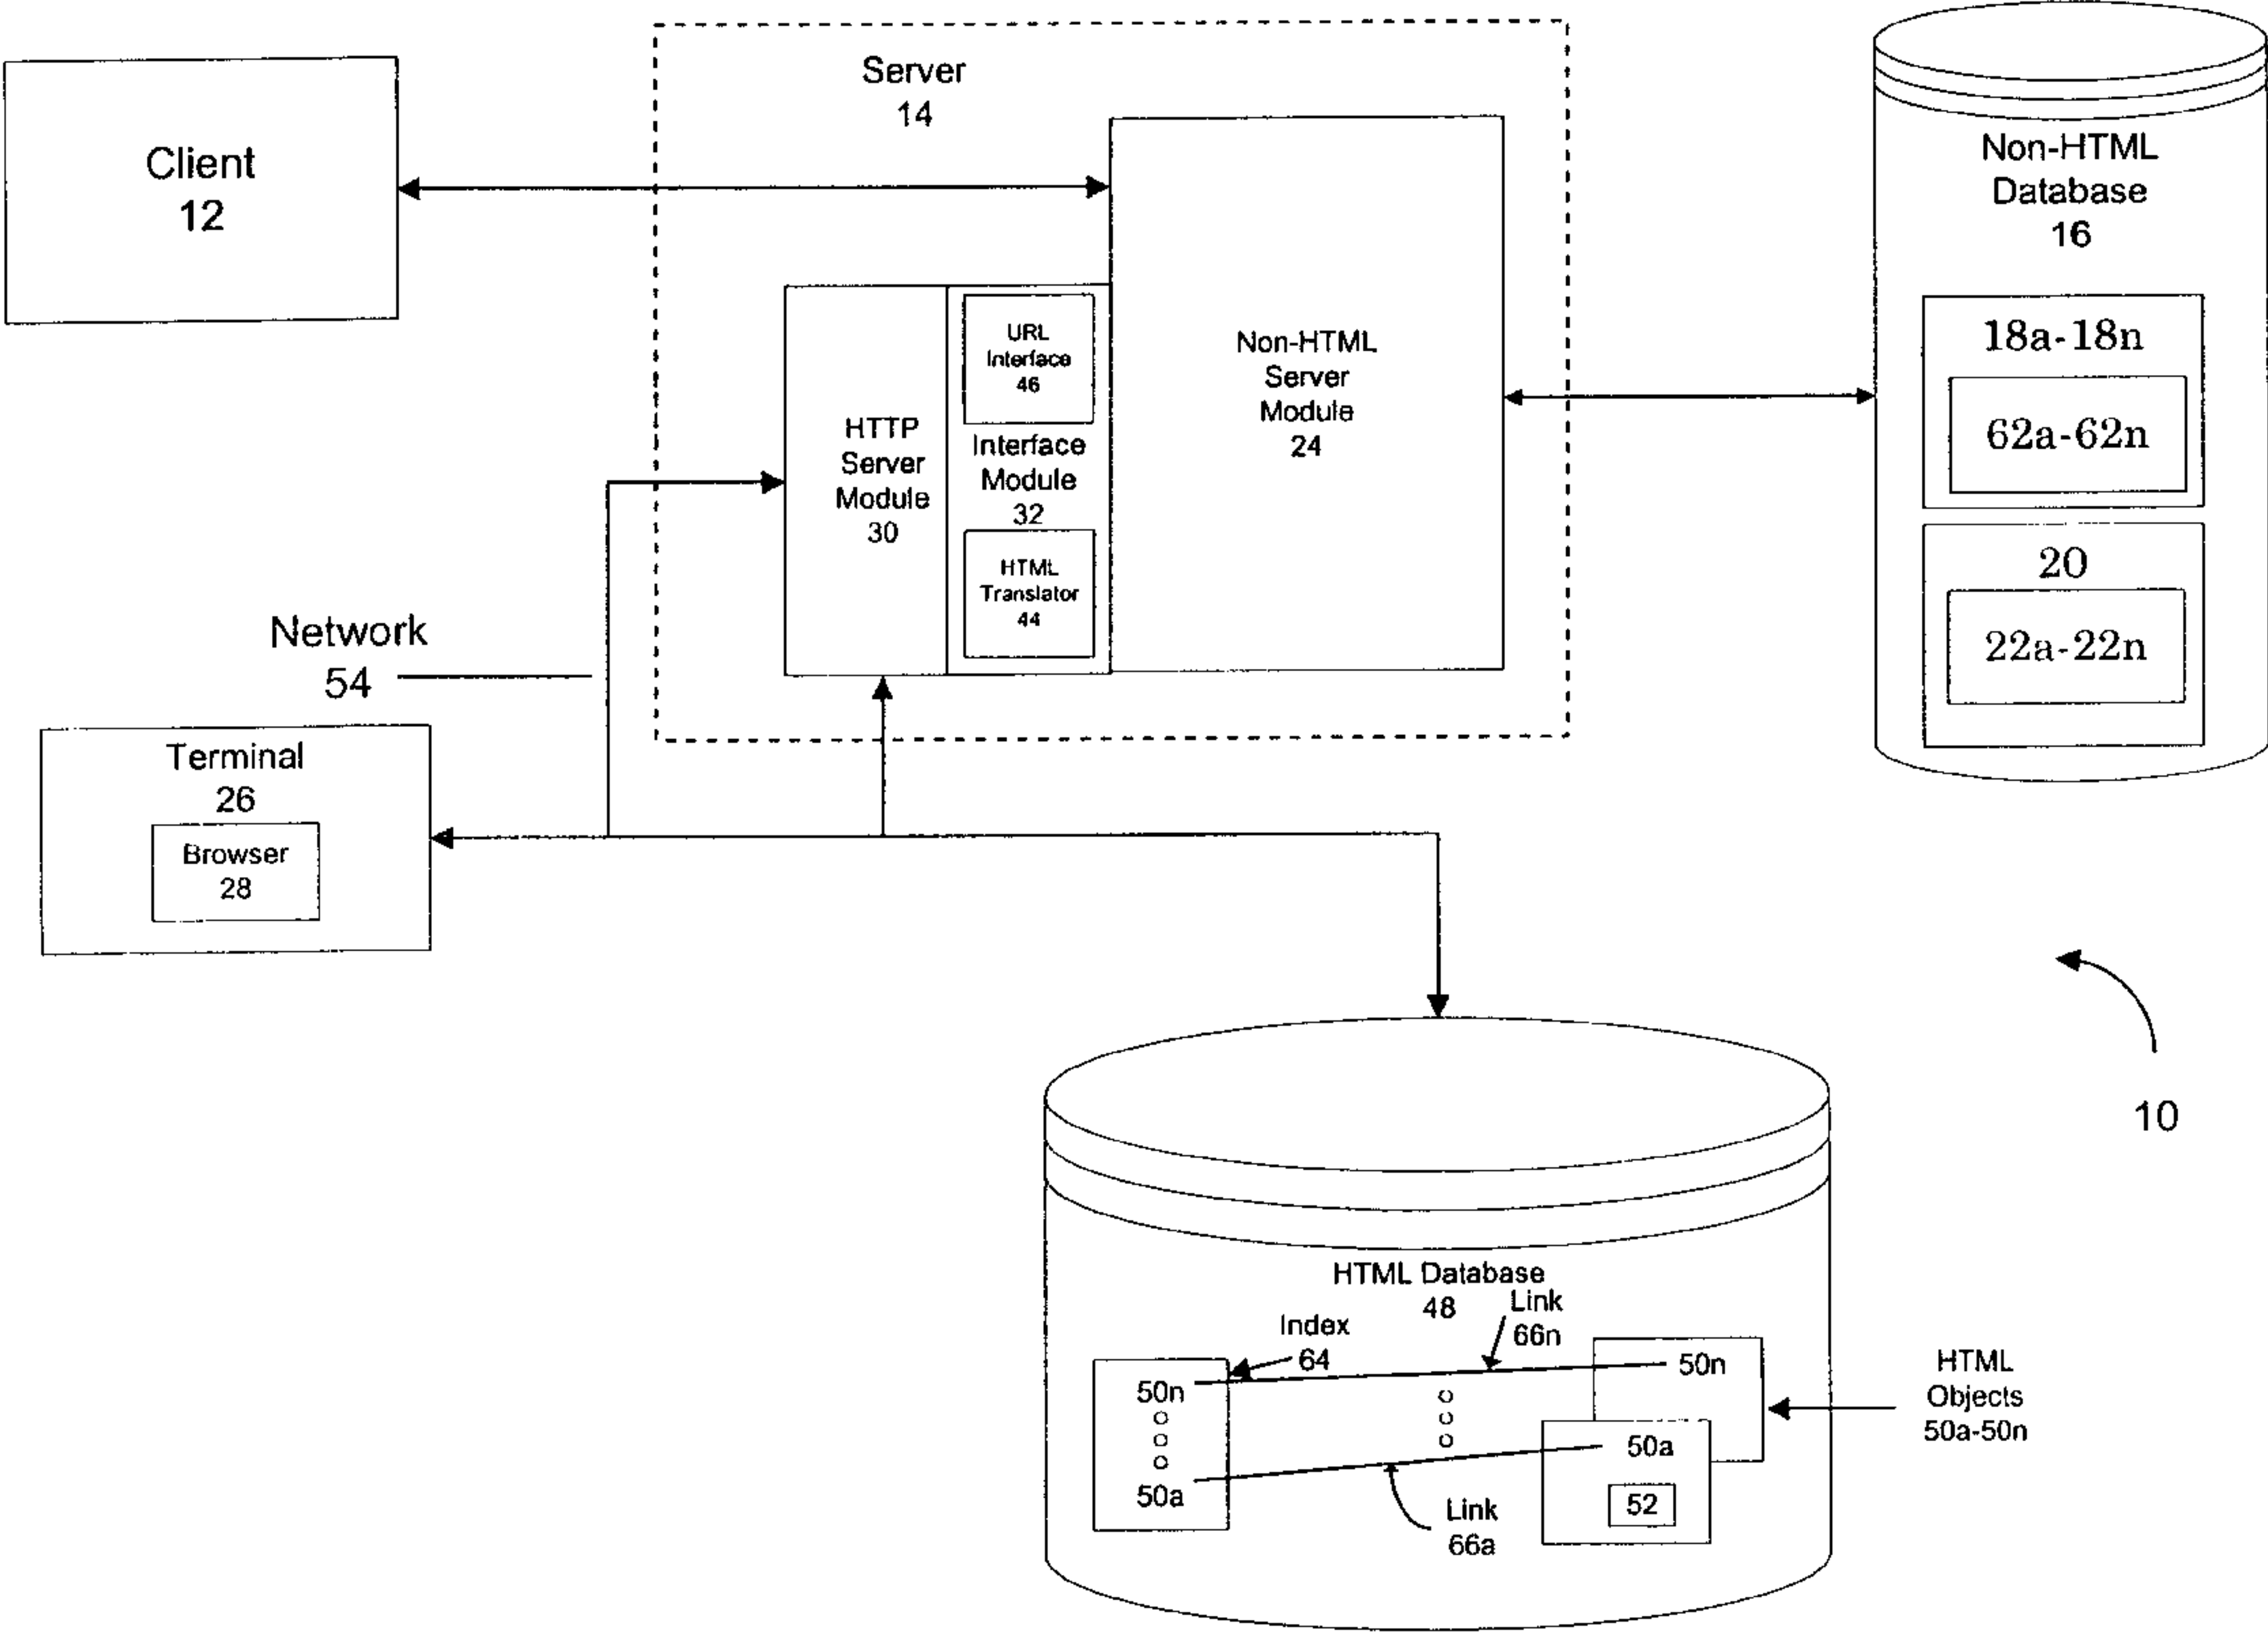 Server
14
Client
12
Non-HTML
Database
16
18a-18n
62a-62n
20
22a-22n
URL
Interface
46
Interface
Module
32
HTML
Translator
44
HTTP
Server
Module
30
Non-HTML
Server
Module
24
Network
54
Terminal
26
Browser
28
10
HTML Database
48
Link
66n
Index
64
50n
50a
50n
50a
52
Link
66a
HTML
Objects
50a-50n